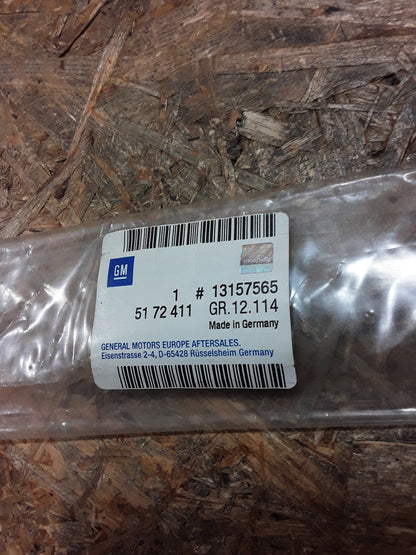 GM
1 # 13157565
51 72 411 GR.12.114
Made in Germany
GENERAL MOTORS EUROPE AFTERSALES.
Eisenstrasse 2-4, D-65428 Rüsselsheim Germany